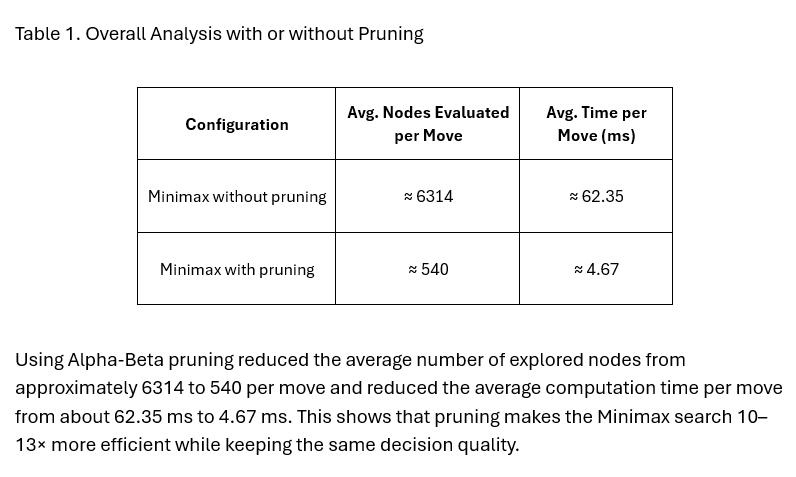 Table 1. Overall Analysis with or without Pruning
Configuration
Avg. Nodes Evaluated
per Move
Avg. Time per
Move (ms)
Minimax without pruning
≈ 6314
≈ 62.35
Minimax with pruning
≈ 540
≈ 4.67
Using Alpha-Beta pruning reduced the average number of explored nodes from
approximately 6314 to 540 per move and reduced the average computation time per move
from about 62.35 ms to 4.67 ms. This shows that pruning makes the Minimax search 10–
13× more efficient while keeping the same decision quality.